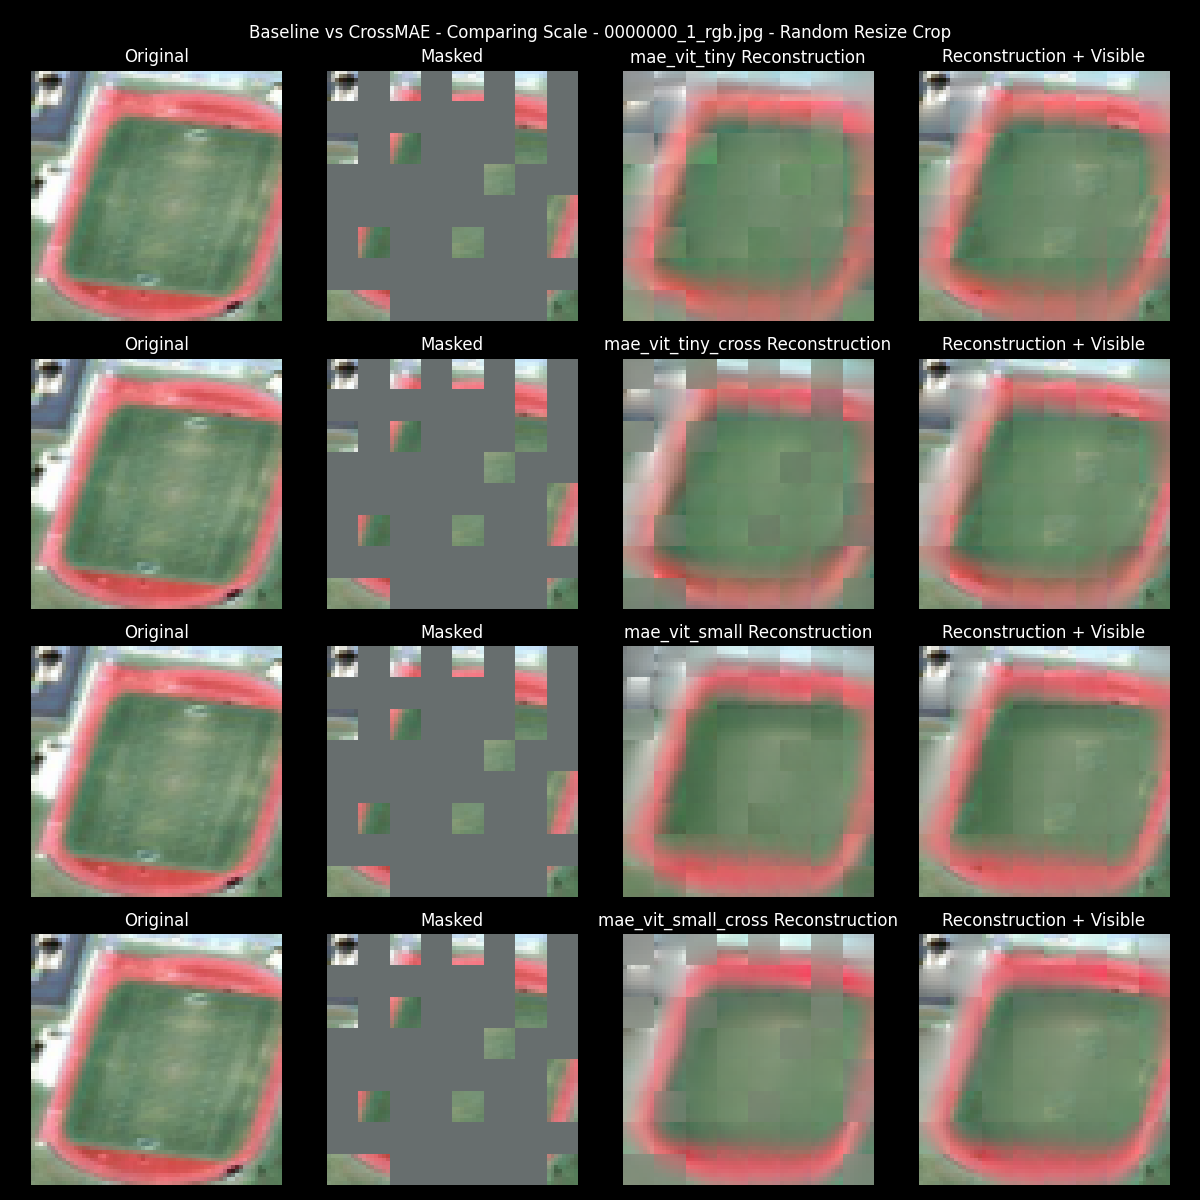 Baseline vs CrossMAE - Comparing Scale - 0000000_1_rgb.jpg - Random Resize Crop
Original Masked mae_vit_tiny Reconstruction Reconstruction + Visible
Original Masked mae_vit_tiny_cross Reconstruction Reconstruction + Visible
Original Masked mae_vit_small Reconstruction Reconstruction + Visible
Original Masked mae_vit_small_cross Reconstruction Reconstruction + Visible